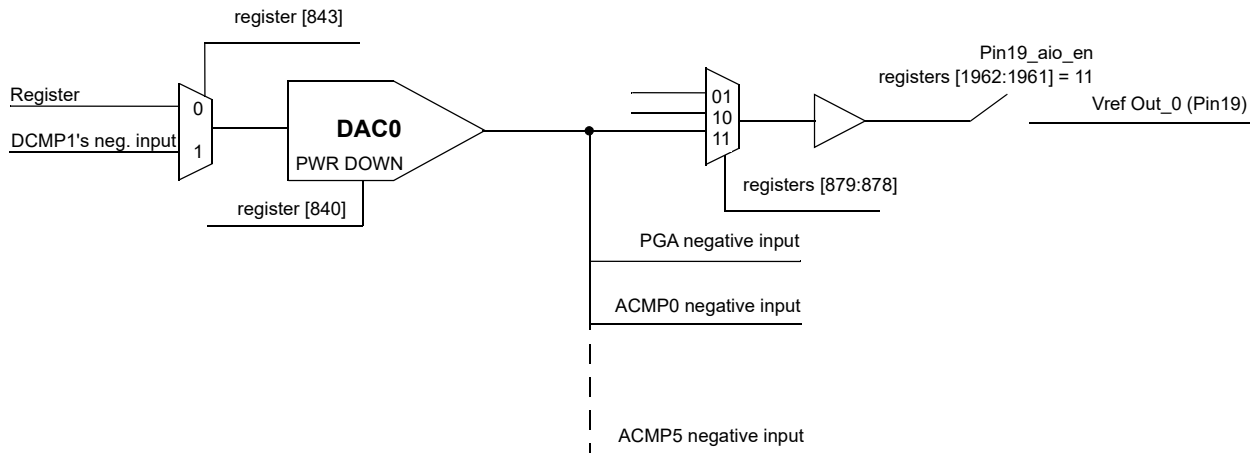 register [843]
Register
0
DCMP1's neg. input
1
DAC0
PWR DOWN
register [840]
01
10
11
registers [879:878]
Pin19_aio_en
registers [1962:1961] = 11
Vref Out_0 (Pin19)
PGA negative input
ACMP0 negative input
ACMP5 negative input